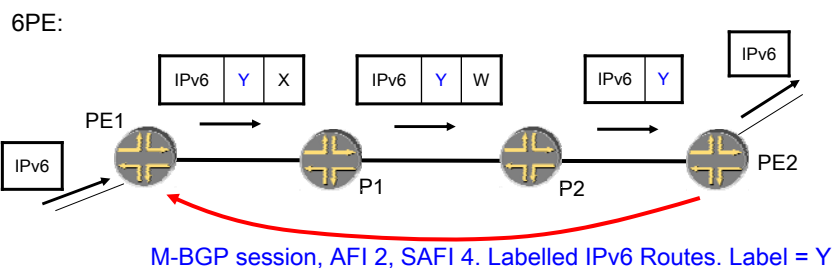 6PE:
IPv6
IPv6 Y X
IPv6 Y W
IPv6 Y
PE1
IPv6
PE2
P1
P2
M-BGP session, AFI 2, SAFI 4. Labelled IPv6 Routes. Label = Y